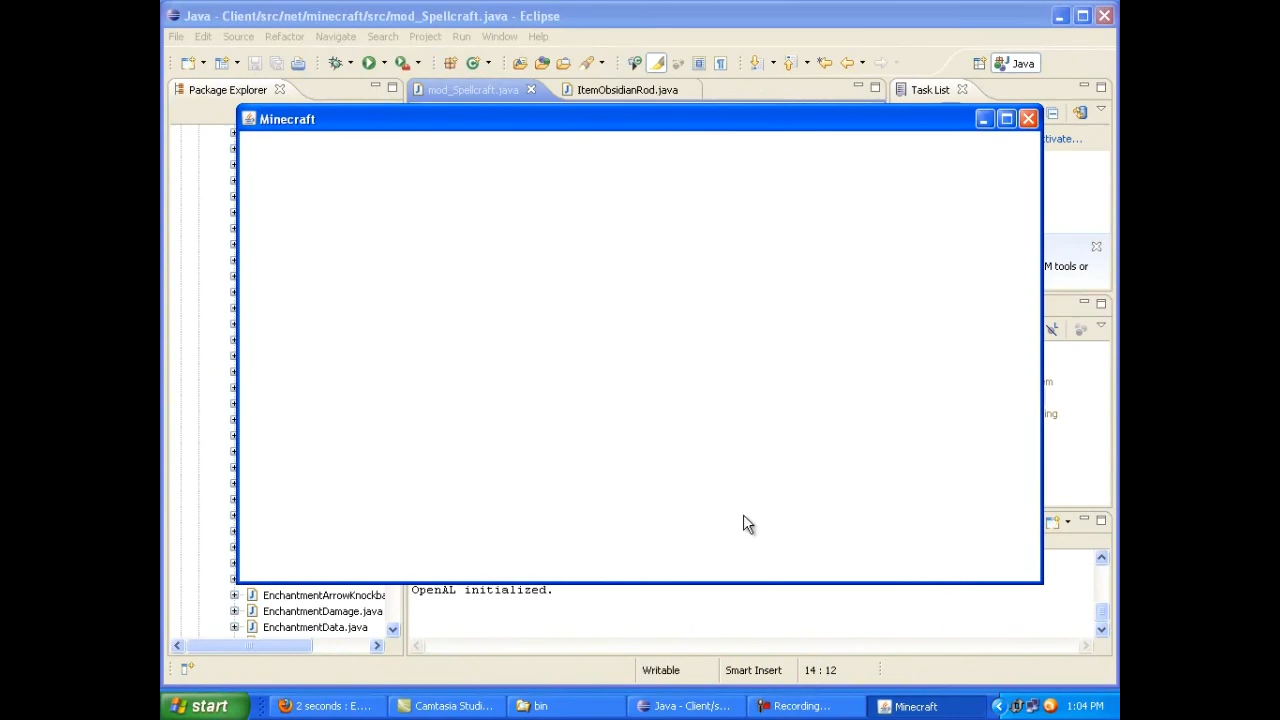 Java - Client/src/net/minecraft/src/mod_Spellcraft.java - Eclipse
File Edit Source Refactor Navigate Search Project Run Window Help
Java
Package Explorer
mod_Spellcraft.java
ItemObsidianRod.java
Task List
Minecraft
tivate...
M tools or
OpenAL initialized.
EnchantmentArrowKnockba
EnchantmentDamage.java
EnchantmentData.java
Writable
Smart Insert
14 : 12
start
2 seconds : E....
Camtasia Studi...
bin
Java - Client/s...
Recording...
Minecraft
1:04 PM